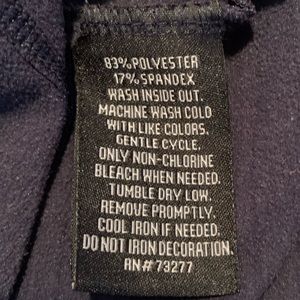 83% POLYESTER
17% SPANDEX
WASH INSIDE OUT.
MACHINE WASH COLD
WITH LIKE COLORS.
GENTLE CYCLE.
ONLY NON-CHLORINE
BLEACH WHEN NEEDED.
TUMBLE DRY LOW.
REMOVE PROMPTLY.
COOL IRON IF NEEDED.
DO NOT IRON DECORATION.
RN# 73277